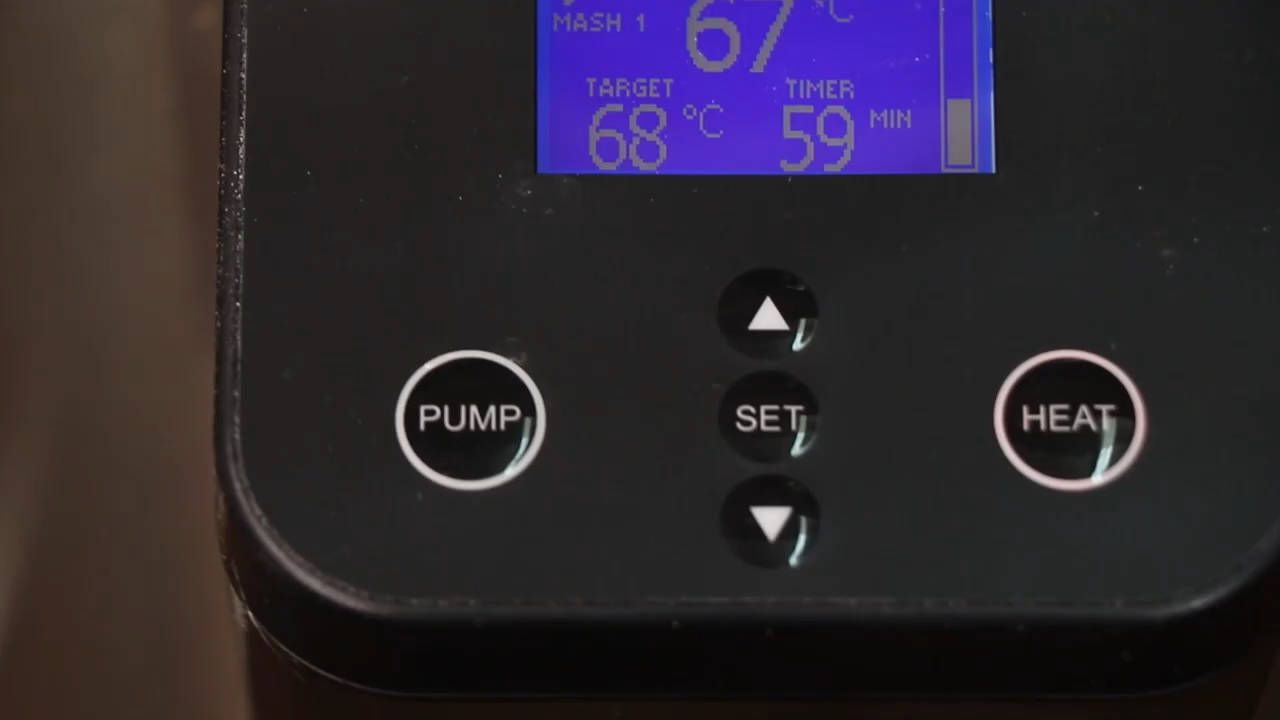 67 °C
MASH 1
TARGET TIMER
68 °C 59 MIN
PUMP SET HEAT